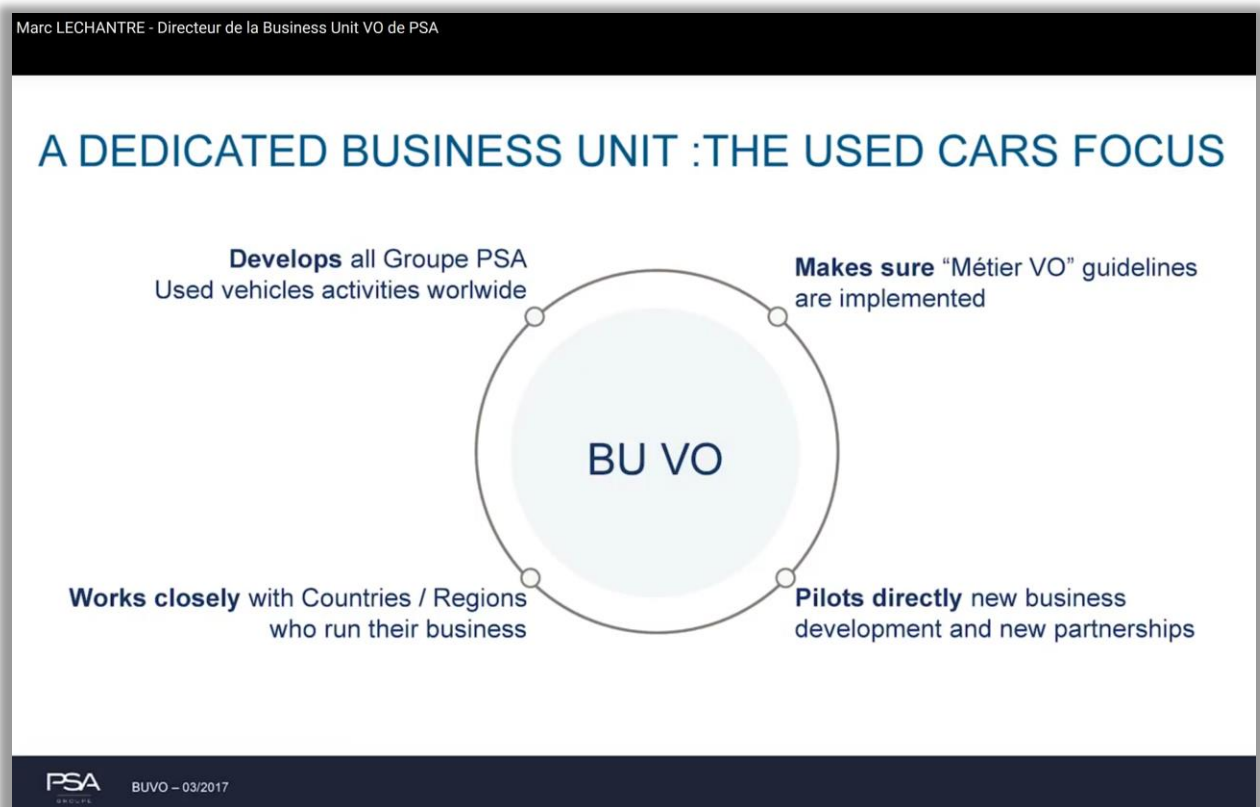 Marc LECHANTRE - Directeur de la Business Unit VO de PSA
A DEDICATED BUSINESS UNIT :THE USED CARS FOCUS
Develops all Groupe PSA
Used vehicles activities worlwide
Makes sure “Métier VO” guidelines
are implemented
BU VO
Works closely with Countries / Regions
who run their business
Pilots directly new business
development and new partnerships
PSA
GROUPE
BUVO – 03/2017